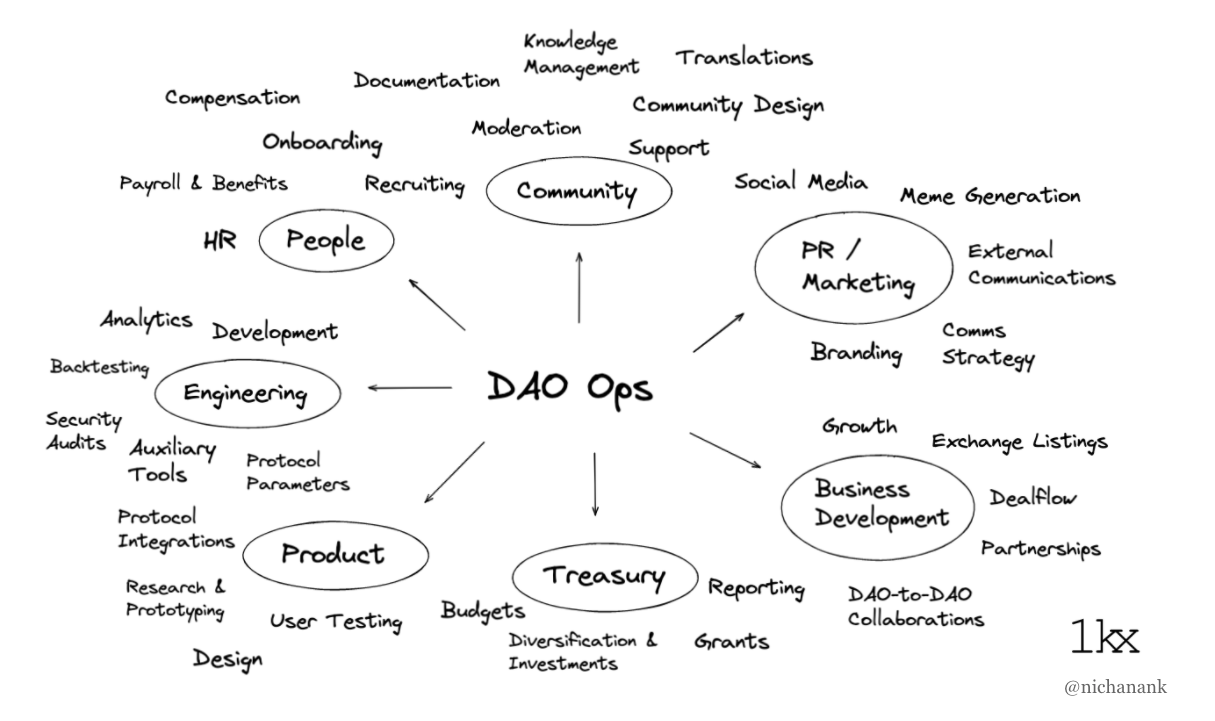 Knowledge
Management
Translations
Documentation
Compensation
Community Design
Moderation
Onboarding
Support
Payroll & Benefits
Recruiting
Community
Social Media
Meme Generation
HR
People
PR /
Marketing
External
Communications
Analytics
Development
Branding
Comms
Strategy
Backtesting
Engineering
DAO Ops
Security
Audits
Auxiliary
Tools
Protocol
Parameters
Growth
Exchange Listings
Business
Development
Dealflow
Partnerships
Protocol
Integrations
Product
Treasury
Research &
Prototyping
User Testing
Budgets
Reporting
DAO-to-DAO
Collaborations
Design
Diversification &
Investments
Grants
1kx
@nichanank